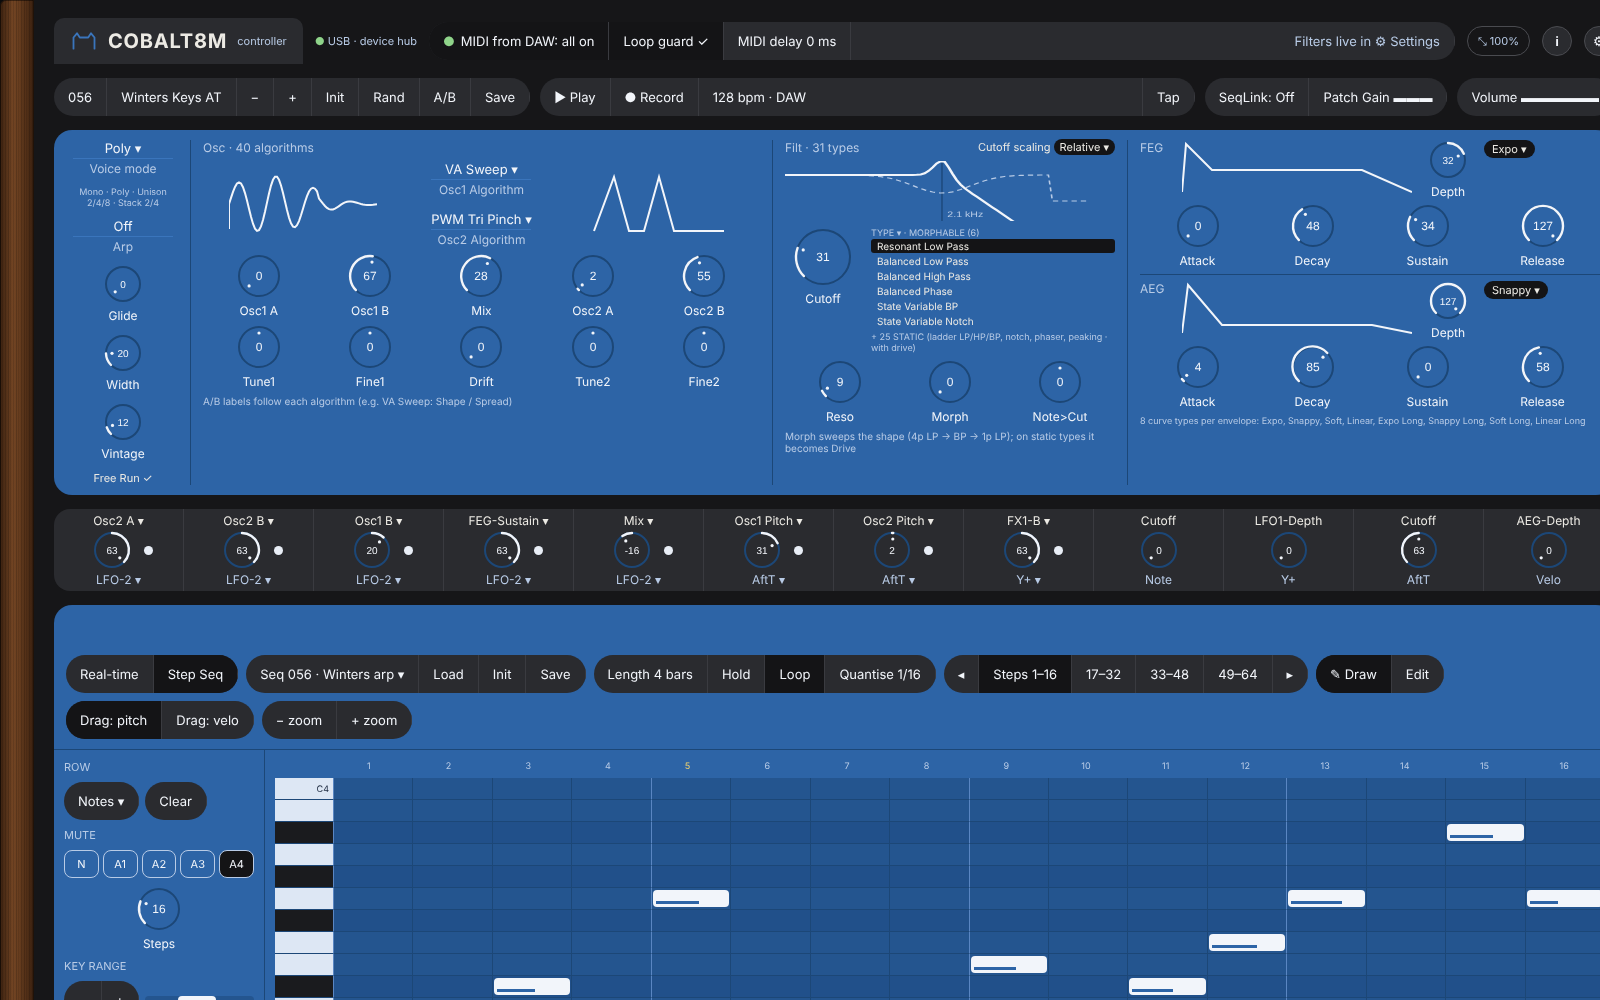 COBALT8M controller USB · device hub MIDI from DAW: all on Loop guard ✓ MIDI delay 0 ms Filters live in ⚙ Settings ⤡ 100% i
056 Winters Keys AT − + Init Rand A/B Save ▶ Play ● Record 128 bpm · DAW Tap SeqLink: Off Patch Gain Volume
Poly ▾
Voice mode
Mono · Poly · Unison
2/4/8 · Stack 2/4
Off
Arp
0
Glide
20
Width
12
Vintage
Free Run ✓
Osc · 40 algorithms
VA Sweep ▾
Osc1 Algorithm
PWM Tri Pinch ▾
Osc2 Algorithm
0 67 28 2 55
Osc1 A Osc1 B Mix Osc2 A Osc2 B
0 0 0 0 0
Tune1 Fine1 Drift Tune2 Fine2
A/B labels follow each algorithm (e.g. VA Sweep: Shape / Spread)
Filt · 31 types Cutoff scaling Relative ▾
2.1 kHz
31
Cutoff
TYPE ▾ · MORPHABLE (6)
Resonant Low Pass
Balanced Low Pass
Balanced High Pass
Balanced Phase
State Variable BP
State Variable Notch
+ 25 STATIC (ladder LP/HP/BP, notch, phaser, peaking ·
with drive)
9 0 0
Reso Morph Note>Cut
Morph sweeps the shape (4p LP → BP → 1p LP); on static types it
becomes Drive
FEG 32 Expo ▾
Depth
0 48 34 127
Attack Decay Sustain Release
AEG 127 Snappy ▾
Depth
4 85 0 58
Attack Decay Sustain Release
8 curve types per envelope: Expo, Snappy, Soft, Linear, Expo Long, Snappy Long, Soft Long, Linear Long
Osc2 A ▾ Osc2 B ▾ Osc1 B ▾ FEG-Sustain ▾ Mix ▾ Osc1 Pitch ▾ Osc2 Pitch ▾ FX1-B ▾ Cutoff LFO1-Depth Cutoff AEG-Depth
63 63 20 63 -16 31 2 63 0 0 63 0
LFO-2 ▾ LFO-2 ▾ LFO-2 ▾ LFO-2 ▾ LFO-2 ▾ AftT ▾ AftT ▾ Y+ ▾ Note Y+ AftT Velo
Real-time Step Seq Seq 056 · Winters arp ▾ Load Init Save Length 4 bars Hold Loop Quantise 1/16 ◂ Steps 1–16 17–32 33–48 49–64 ▸ ✎ Draw Edit
Drag: pitch Drag: velo − zoom + zoom
ROW
Notes ▾ Clear
MUTE
N A1 A2 A3 A4
16
Steps
KEY RANGE
1 2 3 4 5 6 7 8 9 10 11 12 13 14 15 16
C4